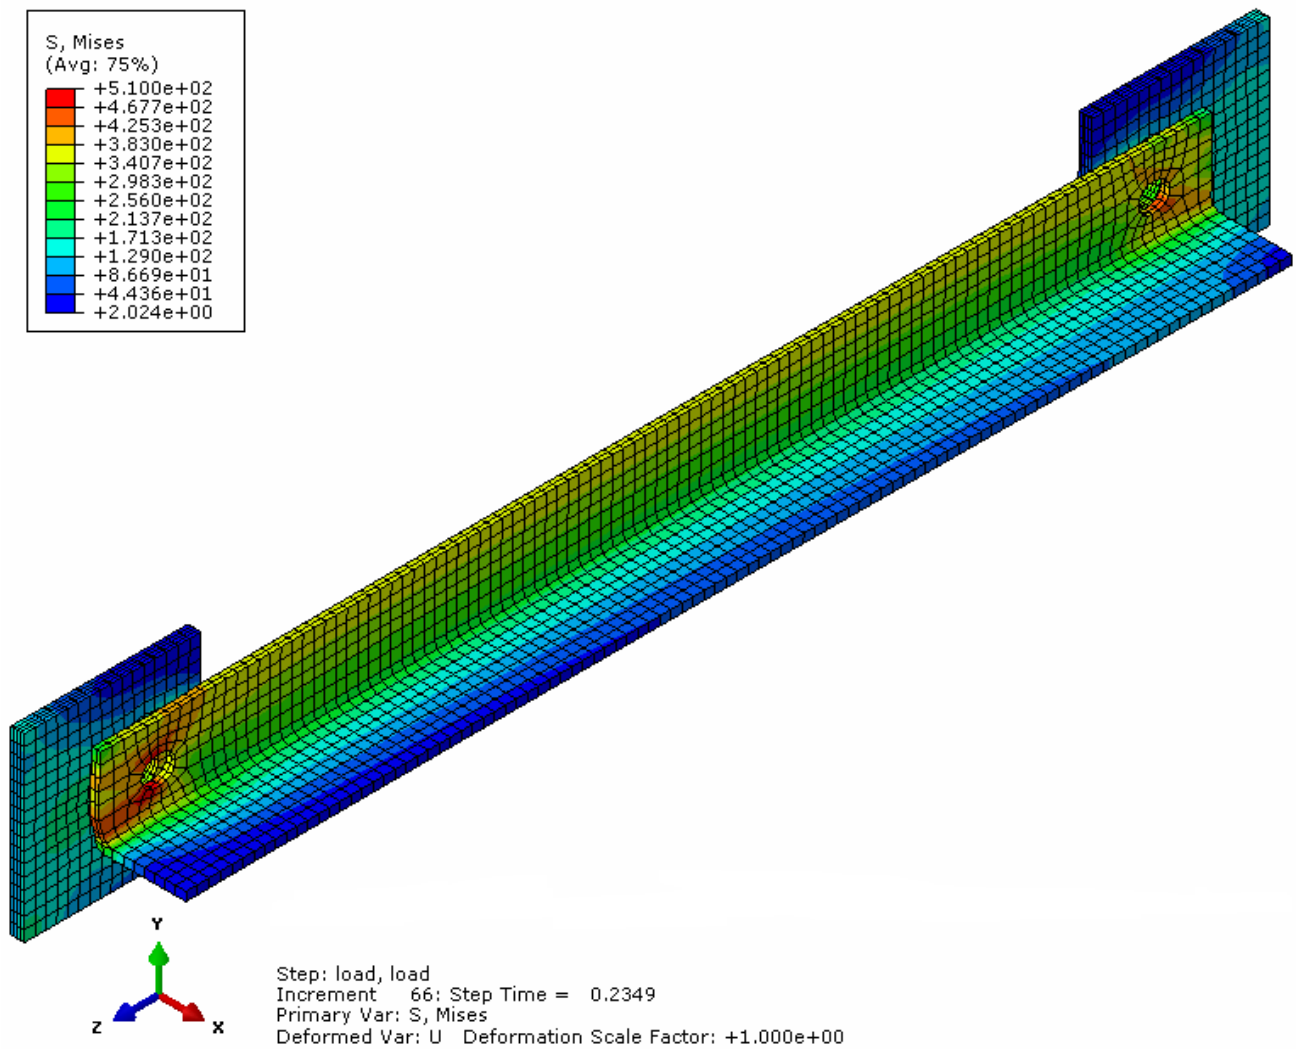 S, Mises
(Avg: 75%)
+5.100e+02
+4.677e+02
+4.253e+02
+3.830e+02
+3.407e+02
+2.983e+02
+2.560e+02
+2.137e+02
+1.713e+02
+1.290e+02
+8.669e+01
+4.436e+01
+2.024e+00
Y
Z
X
Step: load, load
Increment 66: Step Time = 0.2349
Primary Var: S, Mises
Deformed Var: U Deformation Scale Factor: +1.000e+00